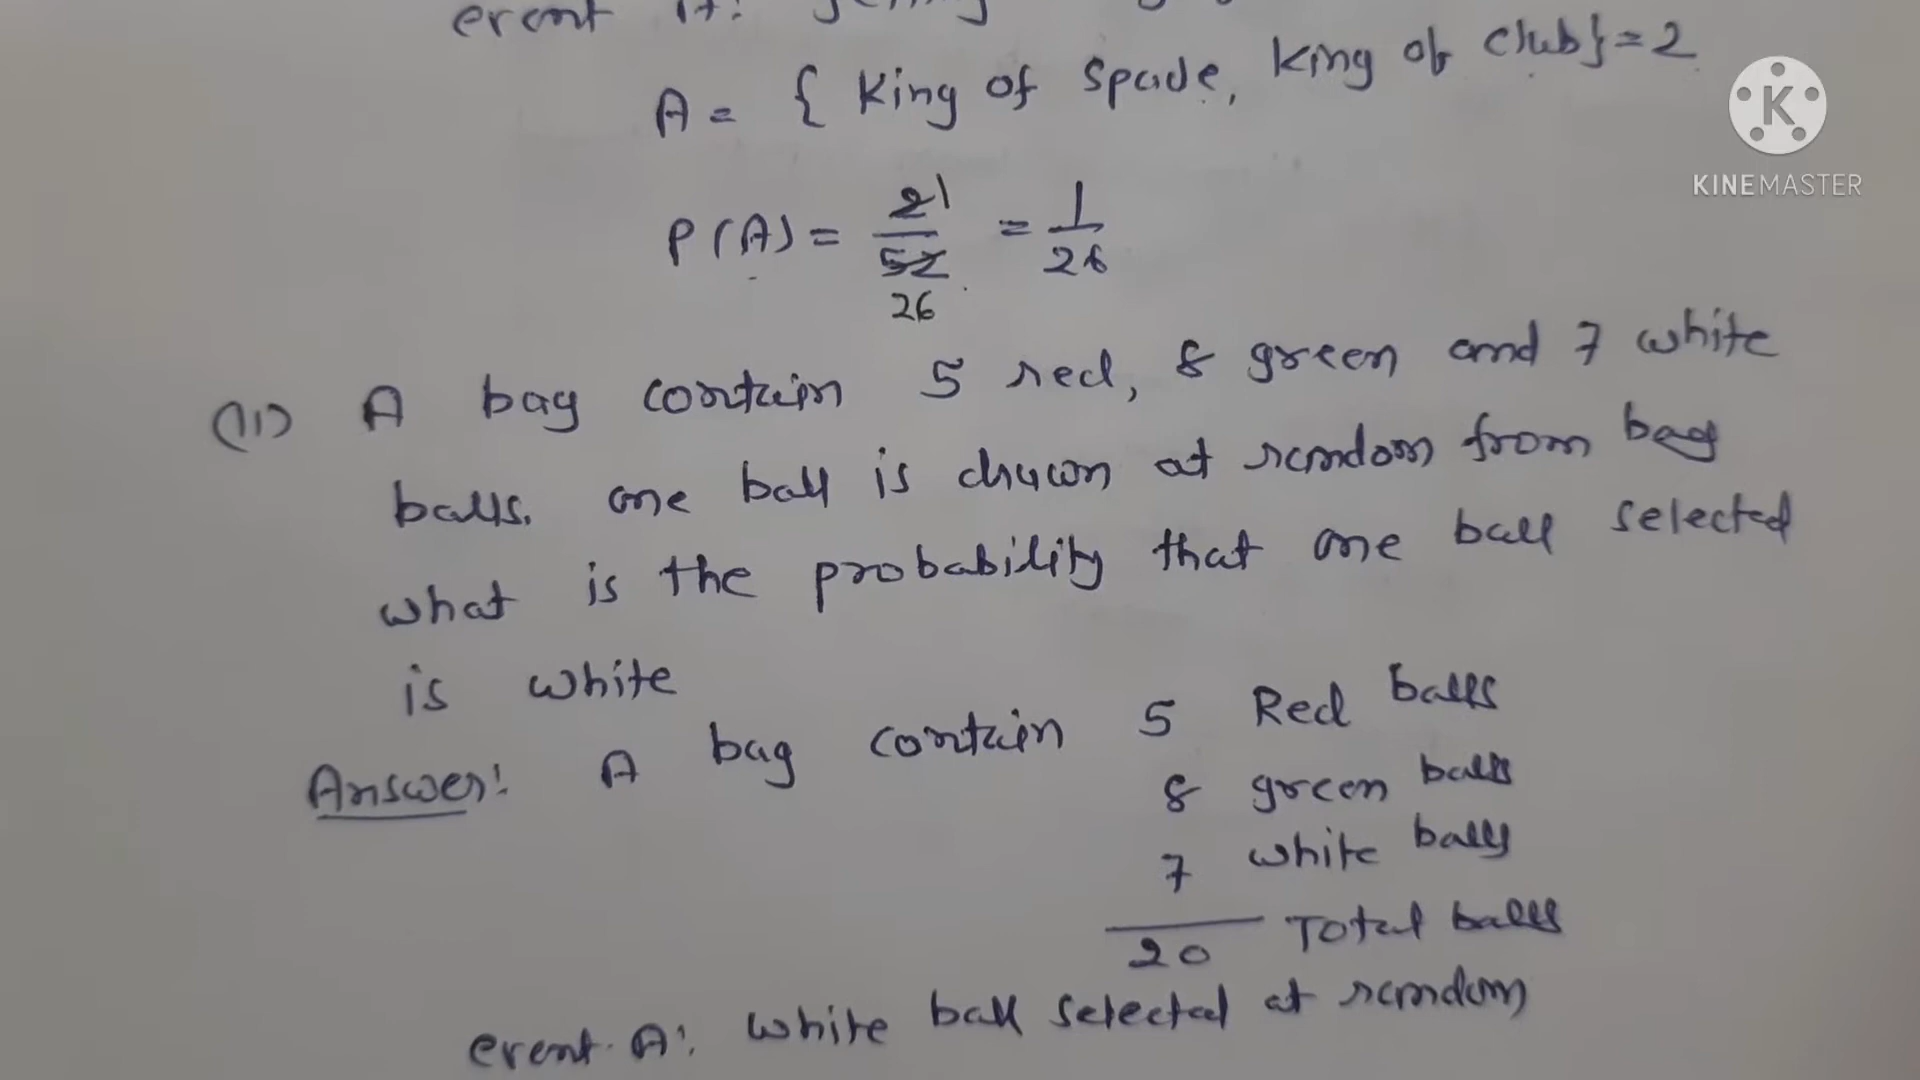 event
A = { King of Spade, King of Club} = 2
P(A) = 2 1 / 52 26 = 1/26
(11) A bag contain 5 red, 8 green and 7 white
balls. one ball is drawn at random from bag
what is the probability that one ball selected
is white
Answer: A bag contain 5 Red balls
8 green balls
7 white balls
20 Total balls
event A: white ball selected at random
KINEMASTER